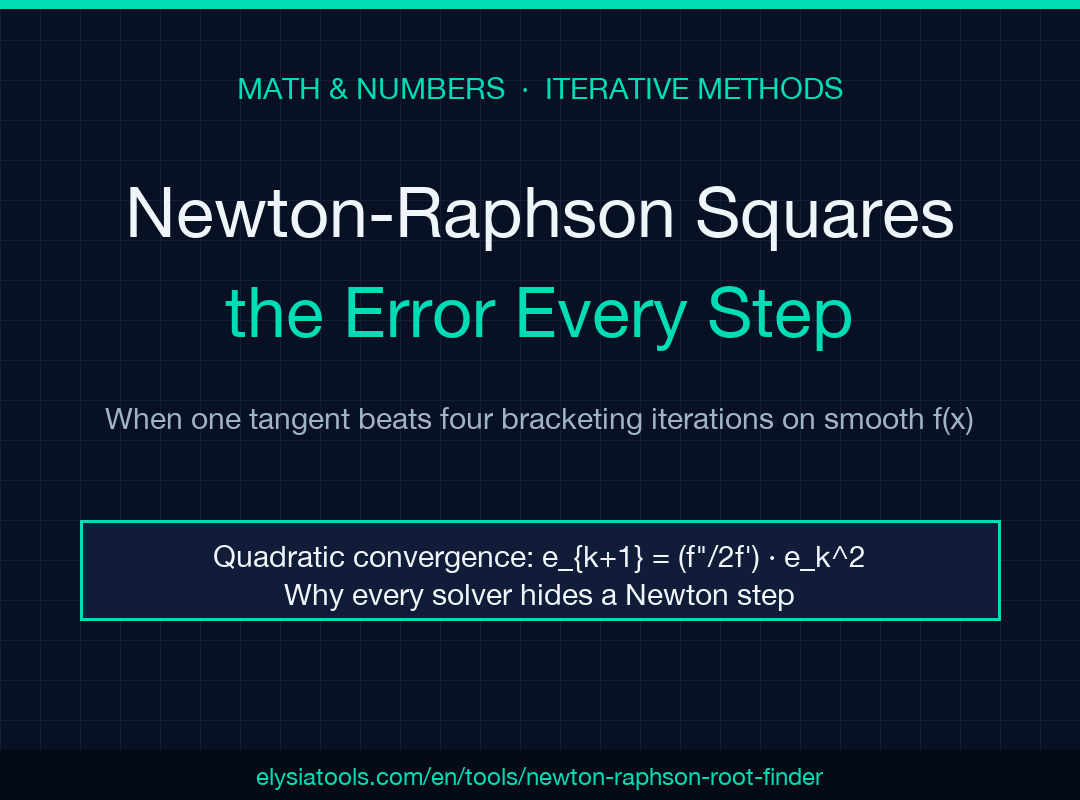 MATH & NUMBERS · ITERATIVE METHODS
Newton-Raphson Squares
the Error Every Step
When one tangent beats four bracketing iterations on smooth f(x)
Quadratic convergence: e_{k+1} = (f"/2f') · e_k^2
Why every solver hides a Newton step
elysiatools.com/en/tools/newton-raphson-root-finder